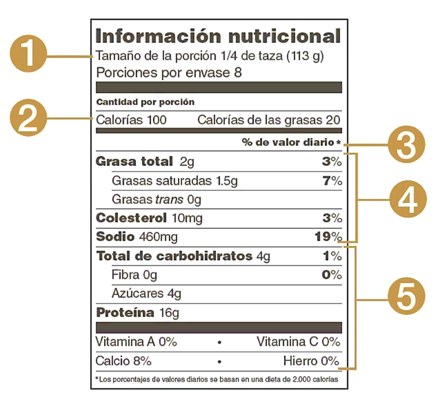 Información nutricional
1 Tamaño de la porción 1/4 de taza (113 g)
Porciones por envase 8
Cantidad por porción
2 Calorías 100 Calorías de las grasas 20
% de valor diario* 3
Grasa total 2g 3%
Grasas saturadas 1.5g 7%
Grasas trans 0g 4
Colesterol 10mg 3%
Sodio 460mg 19%
Total de carbohidratos 4g 1%
Fibra 0g 0% 5
Azúcares 4g
Proteína 16g
Vitamina A 0% • Vitamina C 0%
Calcio 8% • Hierro 0%
*Los porcentajes de valores diarios se basan en una dieta de 2.000 calorías